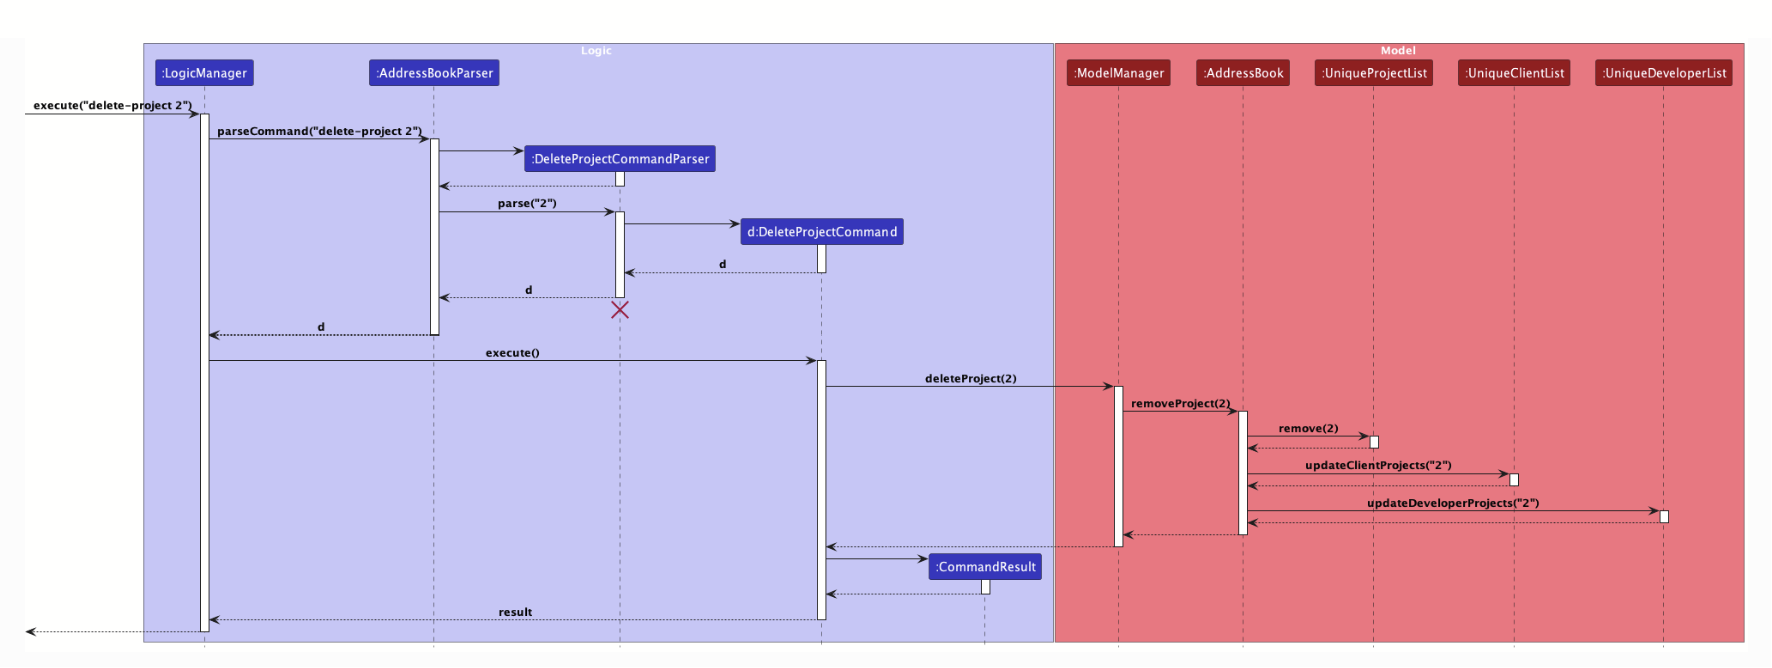 Logic
Model
:LogicManager
:AddressBookParser
:ModelManager
:AddressBook
:UniqueProjectList
:UniqueClientList
:UniqueDeveloperList
execute("delete-project 2")
parseCommand("delete-project 2")
:DeleteProjectCommandParser
parse("2")
d:DeleteProjectCommand
d
d
d
execute()
deleteProject(2)
removeProject(2)
remove(2)
updateClientProjects("2")
updateDeveloperProjects("2")
:CommandResult
result